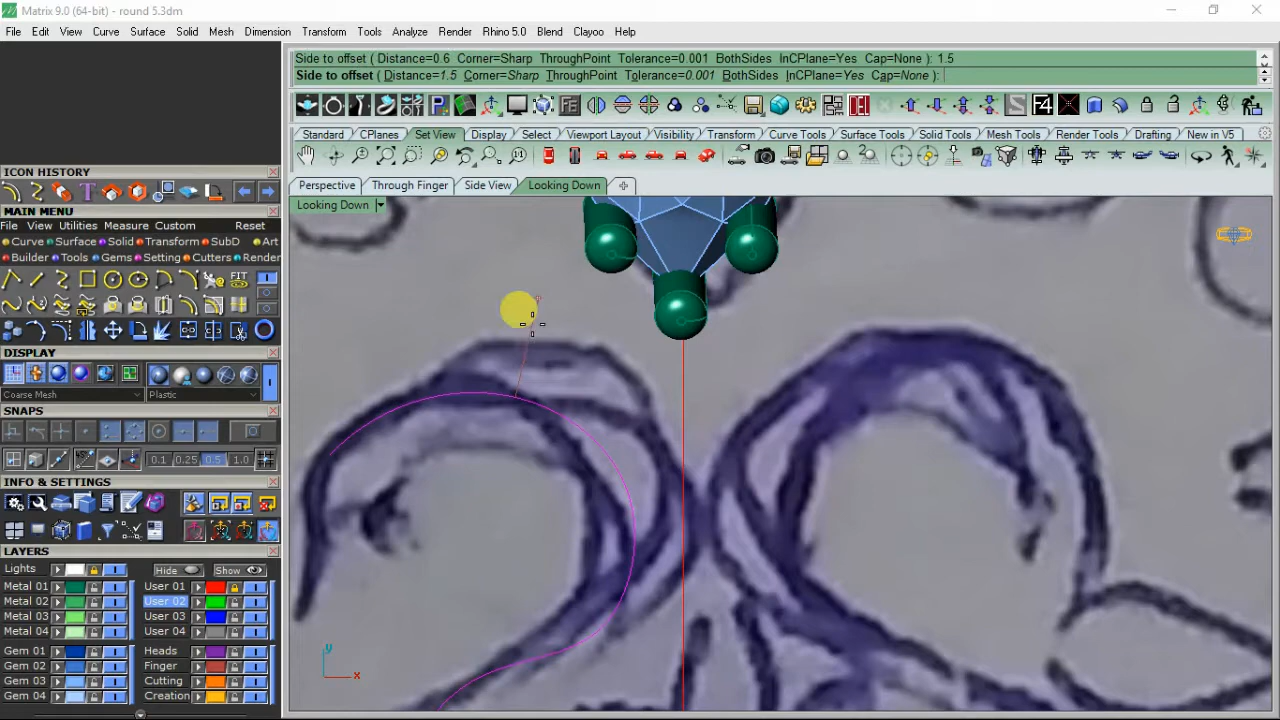 Matrix 9.0 (64-bit) - round 5.3dm
File Edit View Curve Surface Solid Mesh Dimension Transform Tools Analyze Render Rhino 5.0 Blend Clayoo Help
Side to offset ( Distance=0.6 Corner=Sharp ThroughPoint Tolerance=0.001 BothSides InCPlane=Yes Cap=None ): 1.5
Side to offset ( Distance=1.5 Corner=Sharp ThroughPoint Tolerance=0.001 BothSides InCPlane=Yes Cap=None ):
Standard CPlanes Set View Display Select Viewport Layout Visibility Transform Curve Tools Surface Tools Solid Tools Mesh Tools Render Tools Drafting New in V5
Perspective Through Finger Side View Looking Down
Looking Down
ICON HISTORY
MAIN MENU
File View Utilities Measure Custom Reset
Curve Surface Solid Transform SubD Art
Builder Tools Gems Setting Cutters Render
FIT
DISPLAY
Coarse Mesh Plastic
SNAPS
0.1 0.25 0.5 1.0
INFO & SETTINGS
LAYERS
Lights Hide Show
Metal 01 User 01
Metal 02 User 02
Metal 03 User 03
Metal 04 User 04
Gem 01 Heads
Gem 02 Finger
Gem 03 Cutting
Gem 04 Creation
y
x